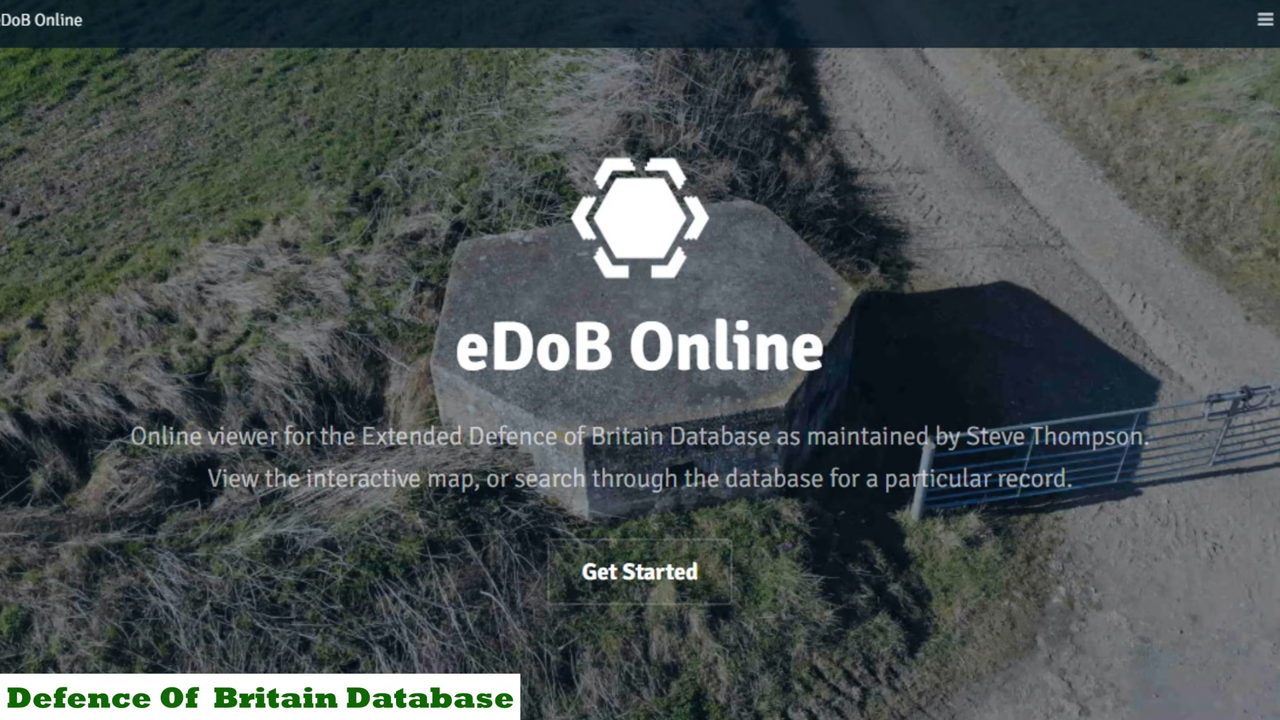 DoB Online
eDoB Online
Online viewer for the Extended Defence of Britain Database as maintained by Steve Thompson.
View the interactive map, or search through the database for a particular record.
Get Started
Defence Of Britain Database